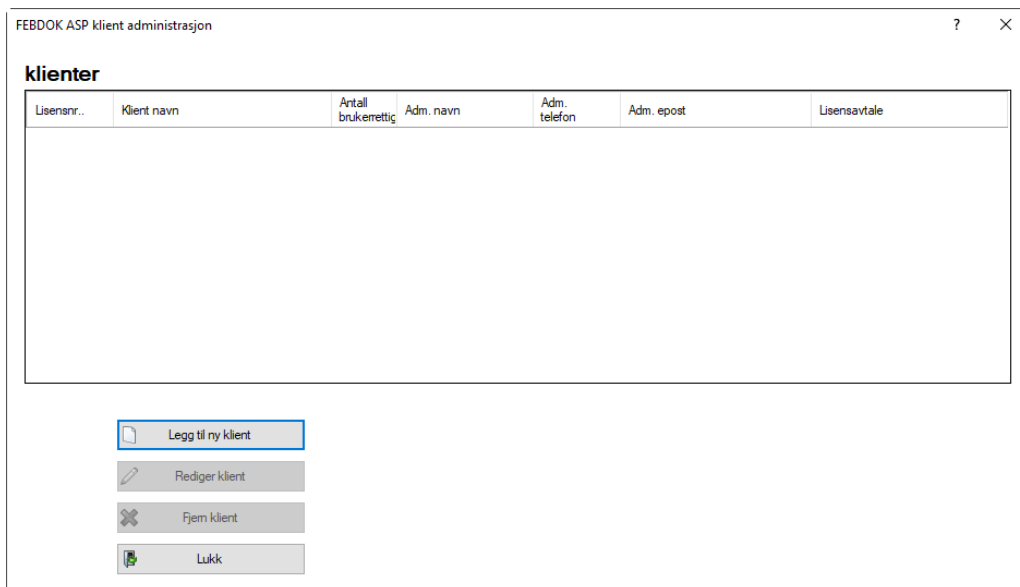 FEBDOK ASP klient administrasjon ?
klienter
Lisensnr.. Klient navn Antall brukerrettig Adm. navn Adm. telefon Adm. epost Lisensavtale
Legg til ny klient
Rediger klient
Fjern klient
Lukk